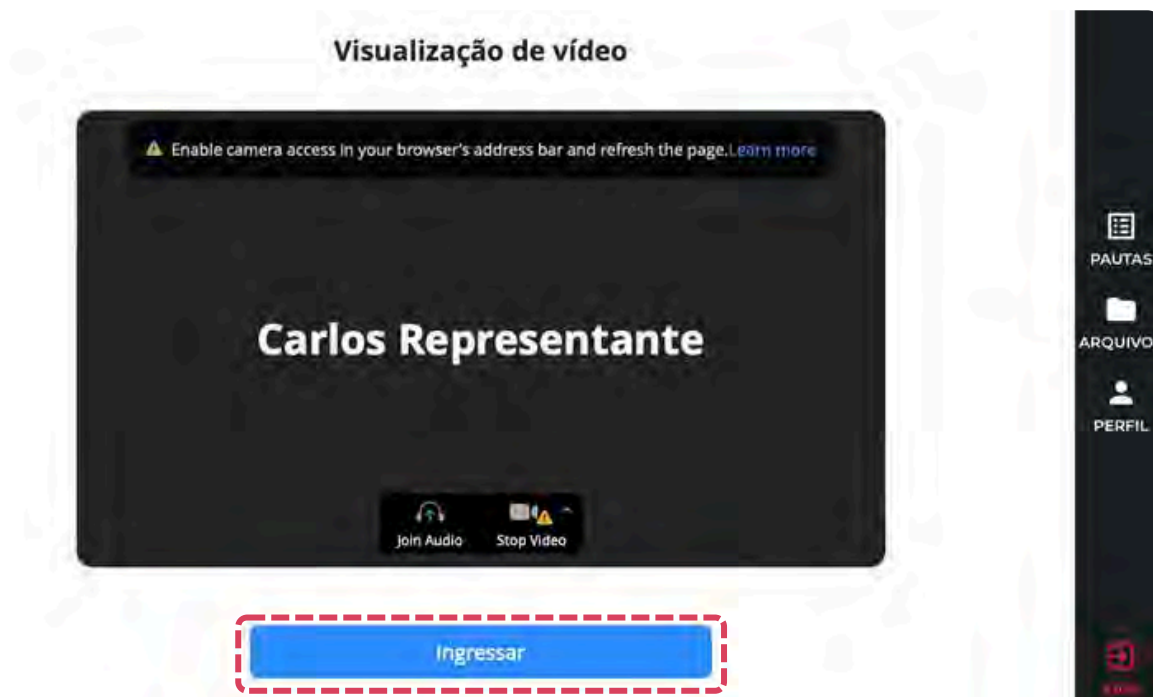 Visualização de vídeo
Enable camera access in your browser's address bar and refresh the page.Learn more
Carlos Representante
Join Audio
Stop Video
Ingressar
PAUTAS
ARQUIVO
PERFIL